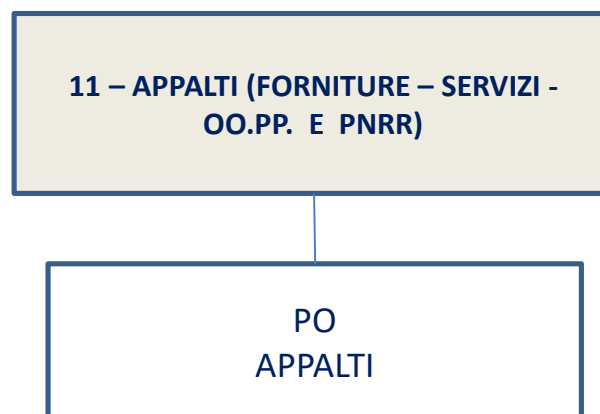 11 – APPALTI (FORNITURE – SERVIZI -
OO.PP. E PNRR)
PO
APPALTI